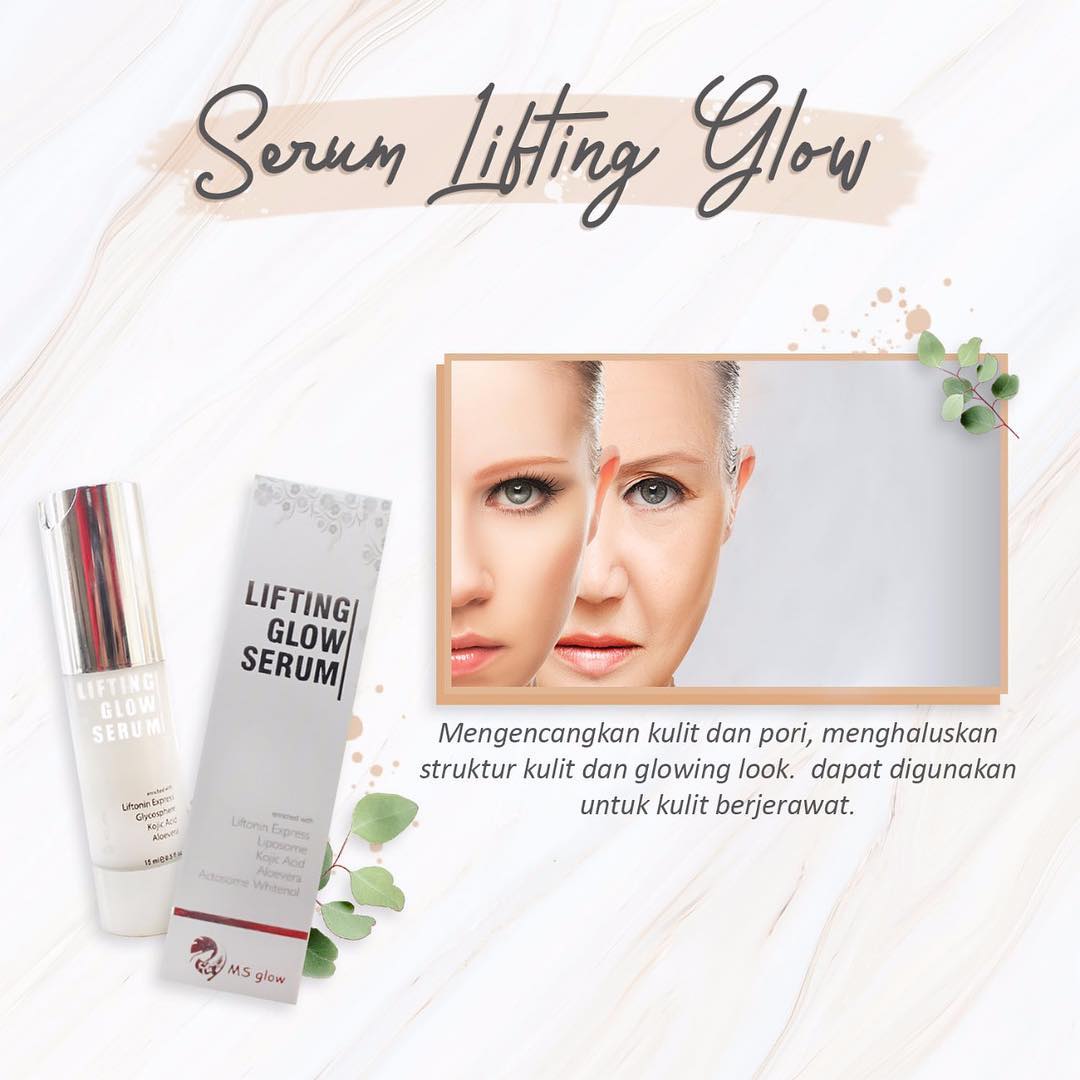 Serum Lifting Glow
LIFTING
GLOW
SERUM
enriched with
Liftonin Express
Glycosphere
Kojic Acid
Aloevera
15 ml
LIFTING
GLOW
SERUM
enriched with
Liftonin Express
Liposome
Kojic Acid
Aloevera
Actosome Whitenol
MS glow
Mengencangkan kulit dan pori, menghaluskan
struktur kulit dan glowing look. dapat digunakan
untuk kulit berjerawat.